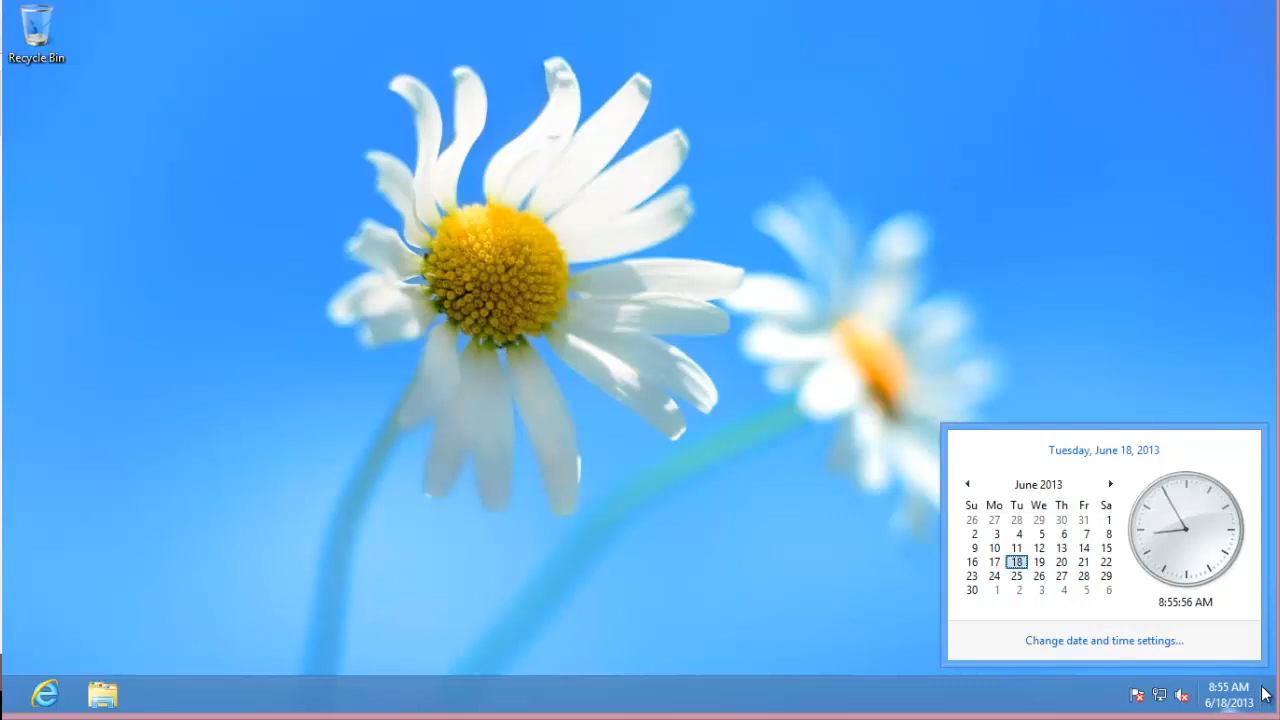 Recycle Bin
Tuesday, June 18, 2013
June 2013
Su Mo Tu We Th Fr Sa
26 27 28 29 30 31 1
2 3 4 5 6 7 8
9 10 11 12 13 14 15
16 17 18 19 20 21 22
23 24 25 26 27 28 29
30 1 2 3 4 5 6
8:55:56 AM
Change date and time settings...
8:55 AM
6/18/2013